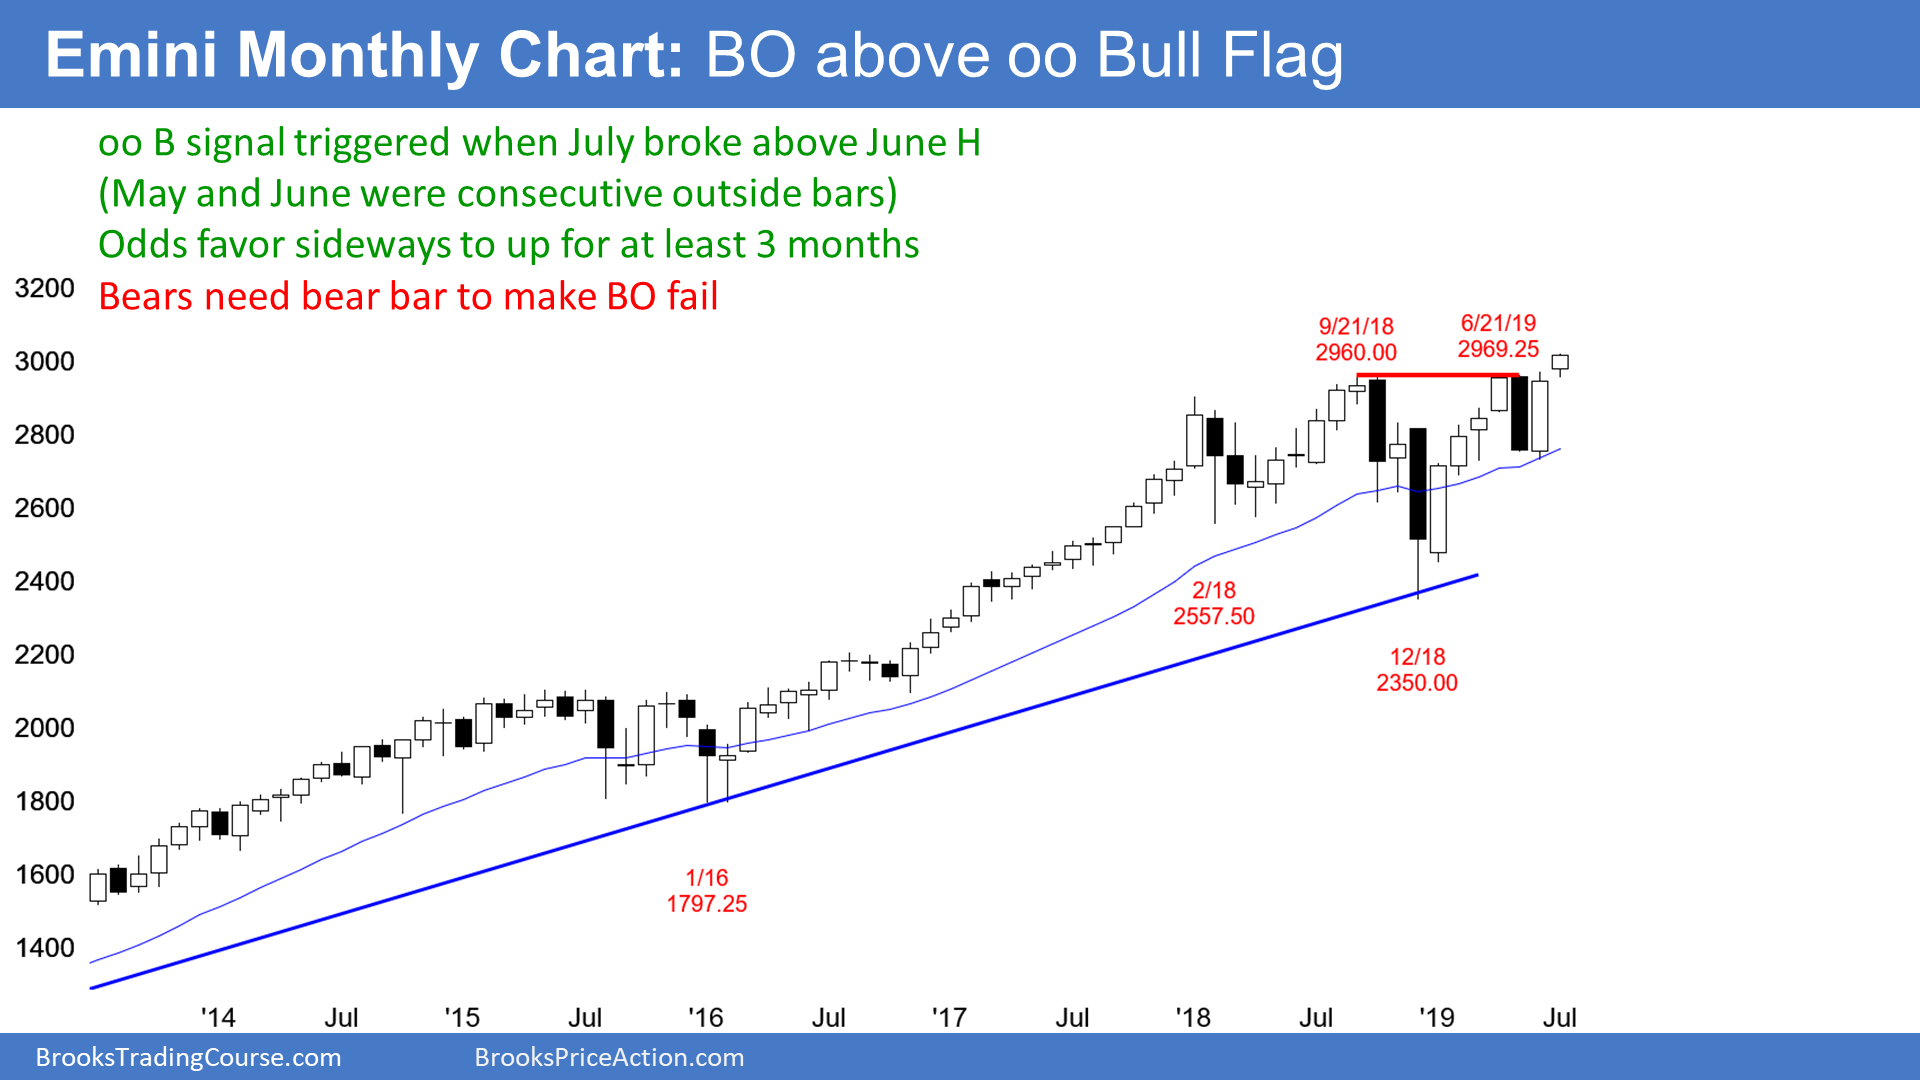 Emini Monthly Chart: BO above oo Bull Flag
oo B signal triggered when July broke above June H
(May and June were consecutive outside bars)
Odds favor sideways to up for at least 3 months
Bears need bear bar to make BO fail
3200
3000
2800
2600
2400
2200
2000
1800
1600
1400
9/21/18
2960.00
6/21/19
2969.25
2/18
2557.50
12/18
2350.00
1/16
1797.25
'14 Jul '15 Jul '16 Jul '17 Jul '18 Jul '19 Jul
BrooksTradingCourse.com BrooksPriceAction.com